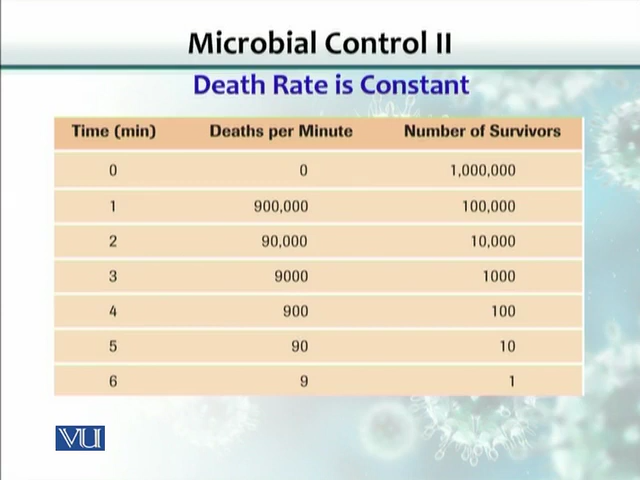 Microbial Control II
Death Rate is Constant
Time (min) Deaths per Minute Number of Survivors
0 0 1,000,000
1 900,000 100,000
2 90,000 10,000
3 9000 1000
4 900 100
5 90 10
6 9 1
VU